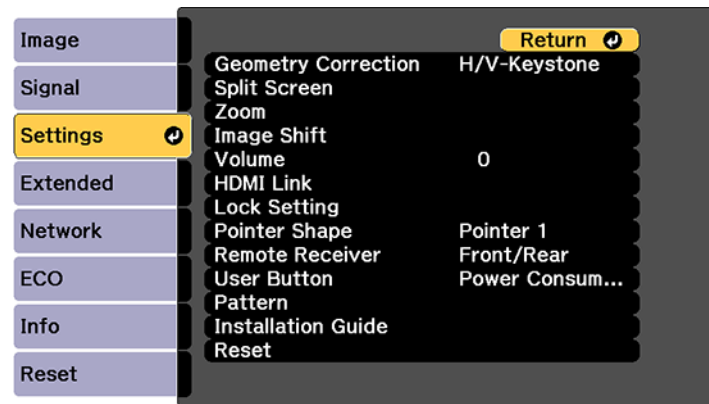 Image
Signal
Settings
Extended
Network
ECO
Info
Reset
Return
Geometry Correction H/V-Keystone
Split Screen
Zoom
Image Shift
Volume 0
HDMI Link
Lock Setting
Pointer Shape Pointer 1
Remote Receiver Front/Rear
User Button Power Consum...
Pattern
Installation Guide
Reset